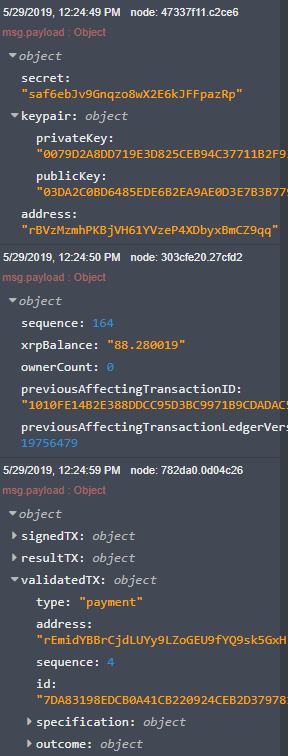 5/29/2019, 12:24:49 PM node: 47337f11.c2ce6
msg.payload : Object
object
secret:
"saf6ebJv9Gnqzo8wX2E6kJFFpazRp"
keypair: object
privateKey:
"0079D2A8DD719E3D825CEB94C37711B2F9
publicKey:
"03DA2C0BD6485EDE6B2EA9AE0D3E7B3B779
address:
"rBVzMzmhPKBjVH61YVzeP4XDbyxBmCZ9qq"
5/29/2019, 12:24:50 PM node: 303cfe20.27cfd2
msg.payload : Object
object
sequence: 164
xrpBalance: "88.280019"
ownerCount: 0
previousAffectingTransactionID:
"1010FE14B2E388DDCC95D3BC9971B9CDADAC
previousAffectingTransactionLedgerVer
19756479
5/29/2019, 12:24:59 PM node: 782da0.0d04c26
msg.payload : Object
object
signedTX: object
resultTX: object
validatedTX: object
type: "payment"
address:
"rEmidYBBrCjdLUYy9LZoGEU9fYQ9sk5GxH
sequence: 4
id:
"7DA83198EDCB0A41CB220924CEB2D37978
specification: object
outcome: object